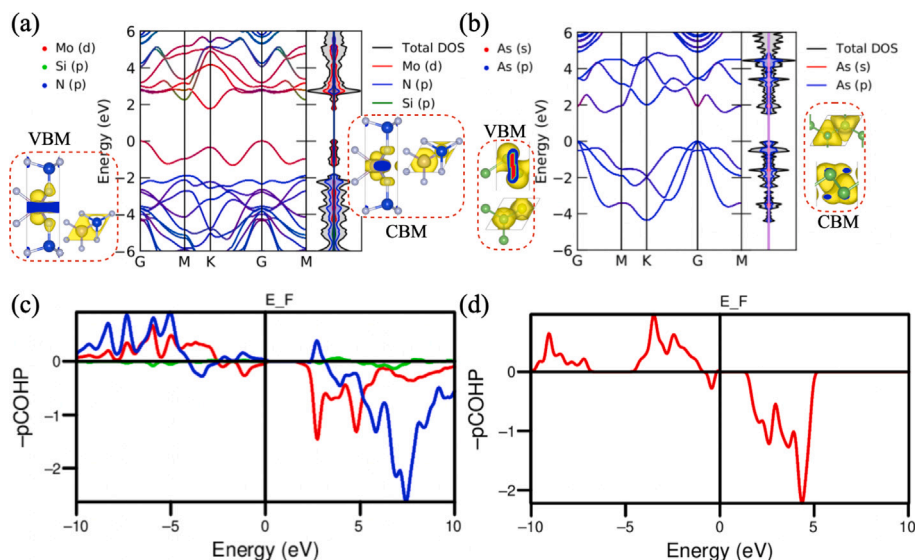 (a)
Mo (d)
Si (p)
N (p)
VBM
Energy (eV)
6
4
2
0
−2
−4
−6
G
M
K
G
M
Total DOS
Mo (d)
N (p)
Si (p)
CBM
(b)
As (s)
As (p)
VBM
Energy (eV)
6
4
2
0
−2
−4
−6
G
M
K
G
M
Total DOS
As (s)
As (p)
CBM
(c)
E_F
−pCOHP
0
−1
−2
−10
−5
0
5
10
Energy (eV)
(d)
E_F
−pCOHP
0
−1
−2
−10
−5
0
5
10
Energy (eV)